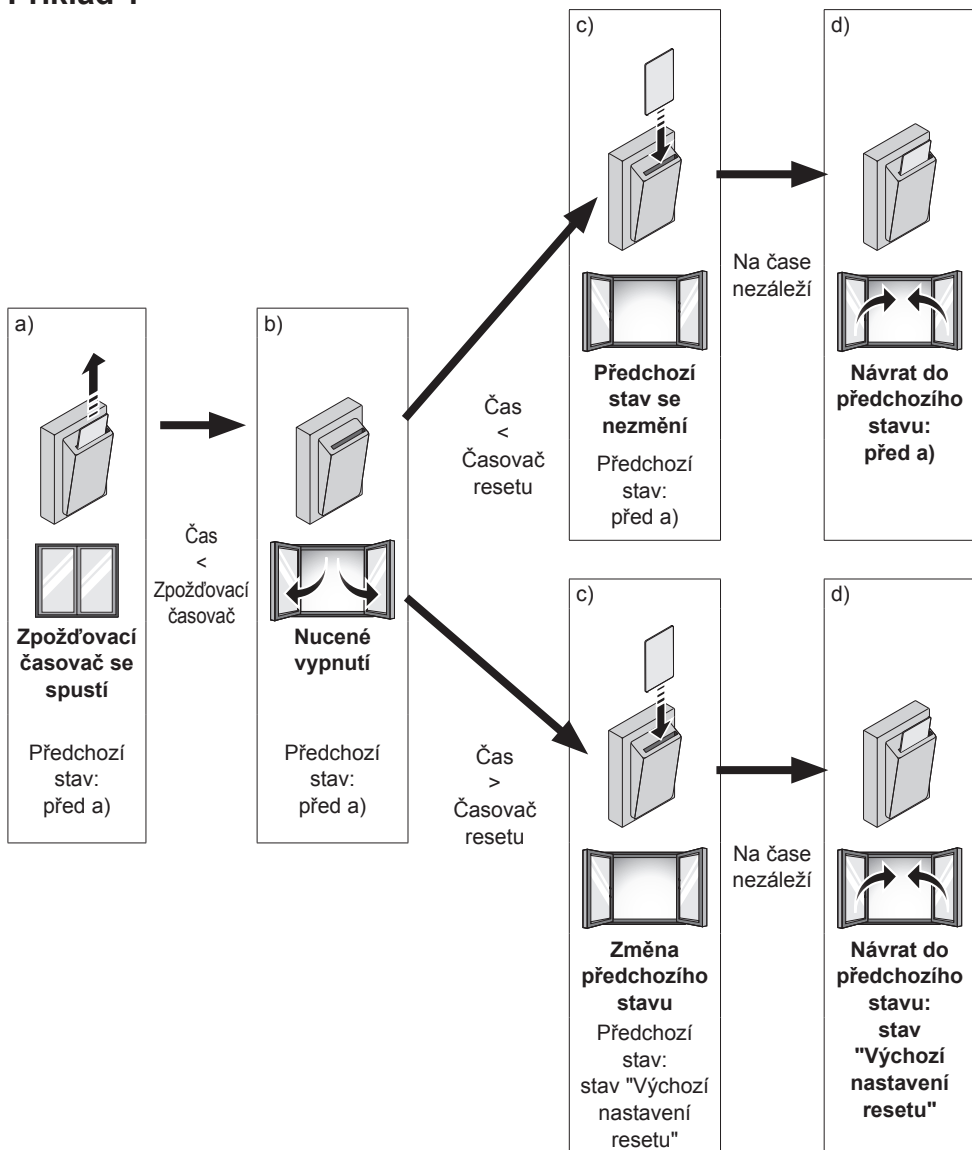 Příklad
a)
Zpožďovací
časovač se
spustí
Předchozí
stav:
před a)
Čas
<
Zpožďovací
časovač
b)
Nucené
vypnutí
Předchozí
stav:
před a)
Čas
<
Časovač
resetu
c)
Předchozí
stav se
nezmění
Předchozí
stav:
před a)
Na čase
nezáleží
d)
Návrat do
předchozího
stavu:
před a)
Čas
>
Časovač
resetu
c)
Změna
předchozího
stavu
Předchozí
stav:
stav "Výchozí
nastavení
resetu"
Na čase
nezáleží
d)
Návrat do
předchozího
stavu:
stav
"Výchozí
nastavení
resetu"